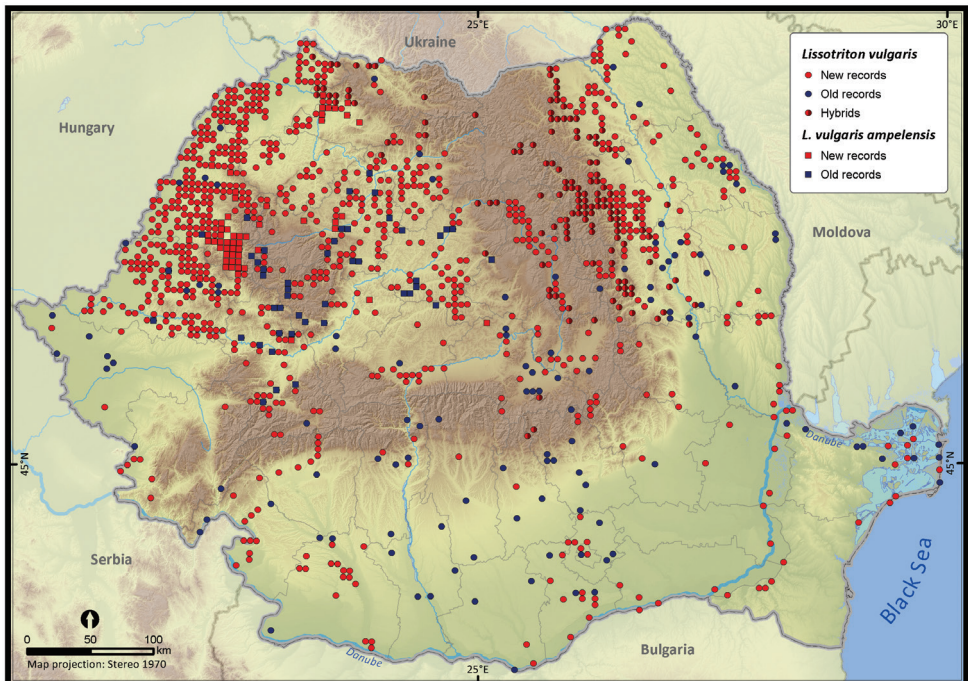 25°E
30°E
Ukraine
Lissotriton vulgaris
New records
Old records
Hybrids
L. vulgaris ampelensis
New records
Old records
Hungary
Moldova
Danube
45°N
45°N
Serbia
Black Sea
0 50 100
km
Map projection: Stereo 1970
Danube
25°E
Bulgaria